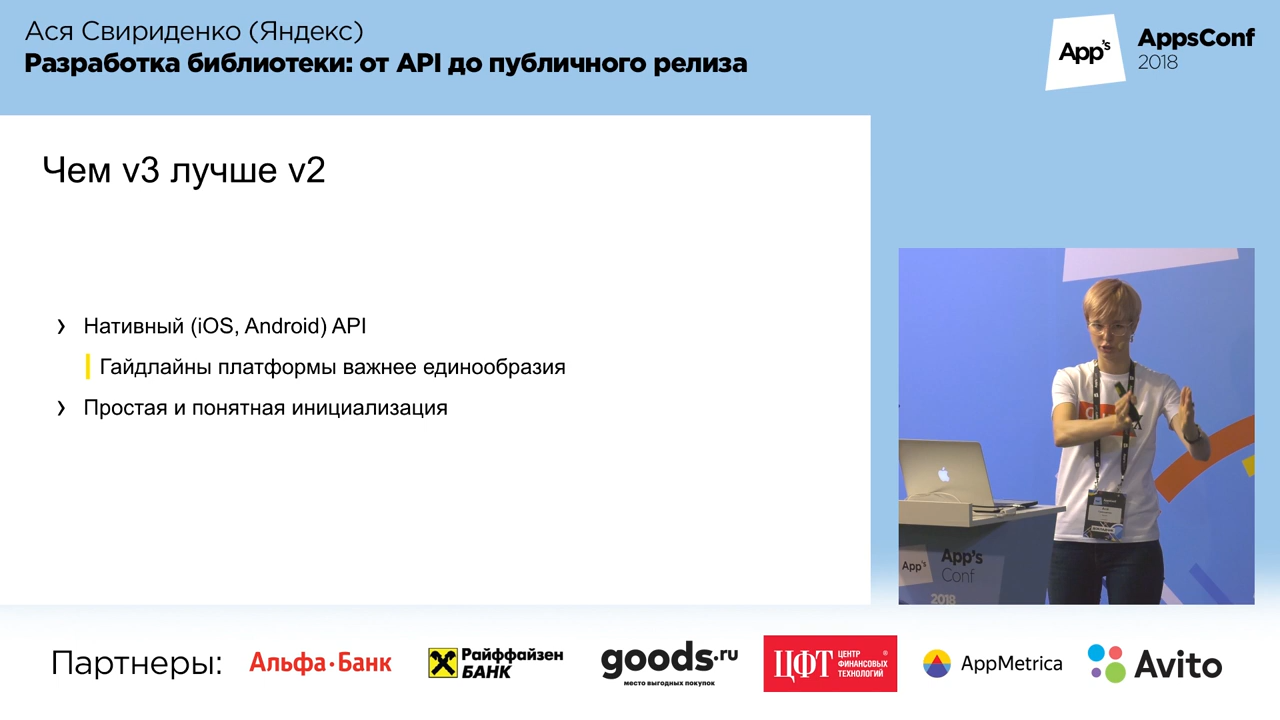 Ася Свириденко (Яндекс)
Разработка библиотеки: от API до публичного релиза
App's
AppsConf
2018
Чем v3 лучше v2
› Нативный (iOS, Android) API
Гайдлайны платформы важнее единообразия
› Простая и понятная инициализация
App's
App's
Conf
2018
Партнеры:
Альфа·Банк
Райффайзен
БАНК
goods.ru
место выгодных покупок
ЦФТ
ЦЕНТР
ФИНАНСОВЫХ
ТЕХНОЛОГИЙ
®
AppMetrica
Avito